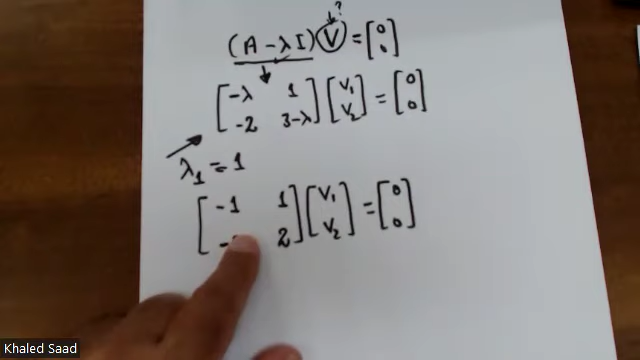 ?
(A - λI) V = [0
0]
[-λ 1
-2 3-λ] [V₁
V₂] = [0
0]
λ₁ = 1
[-1 1
- 2] [V₁
V₂] = [0
0]
Khaled Saad